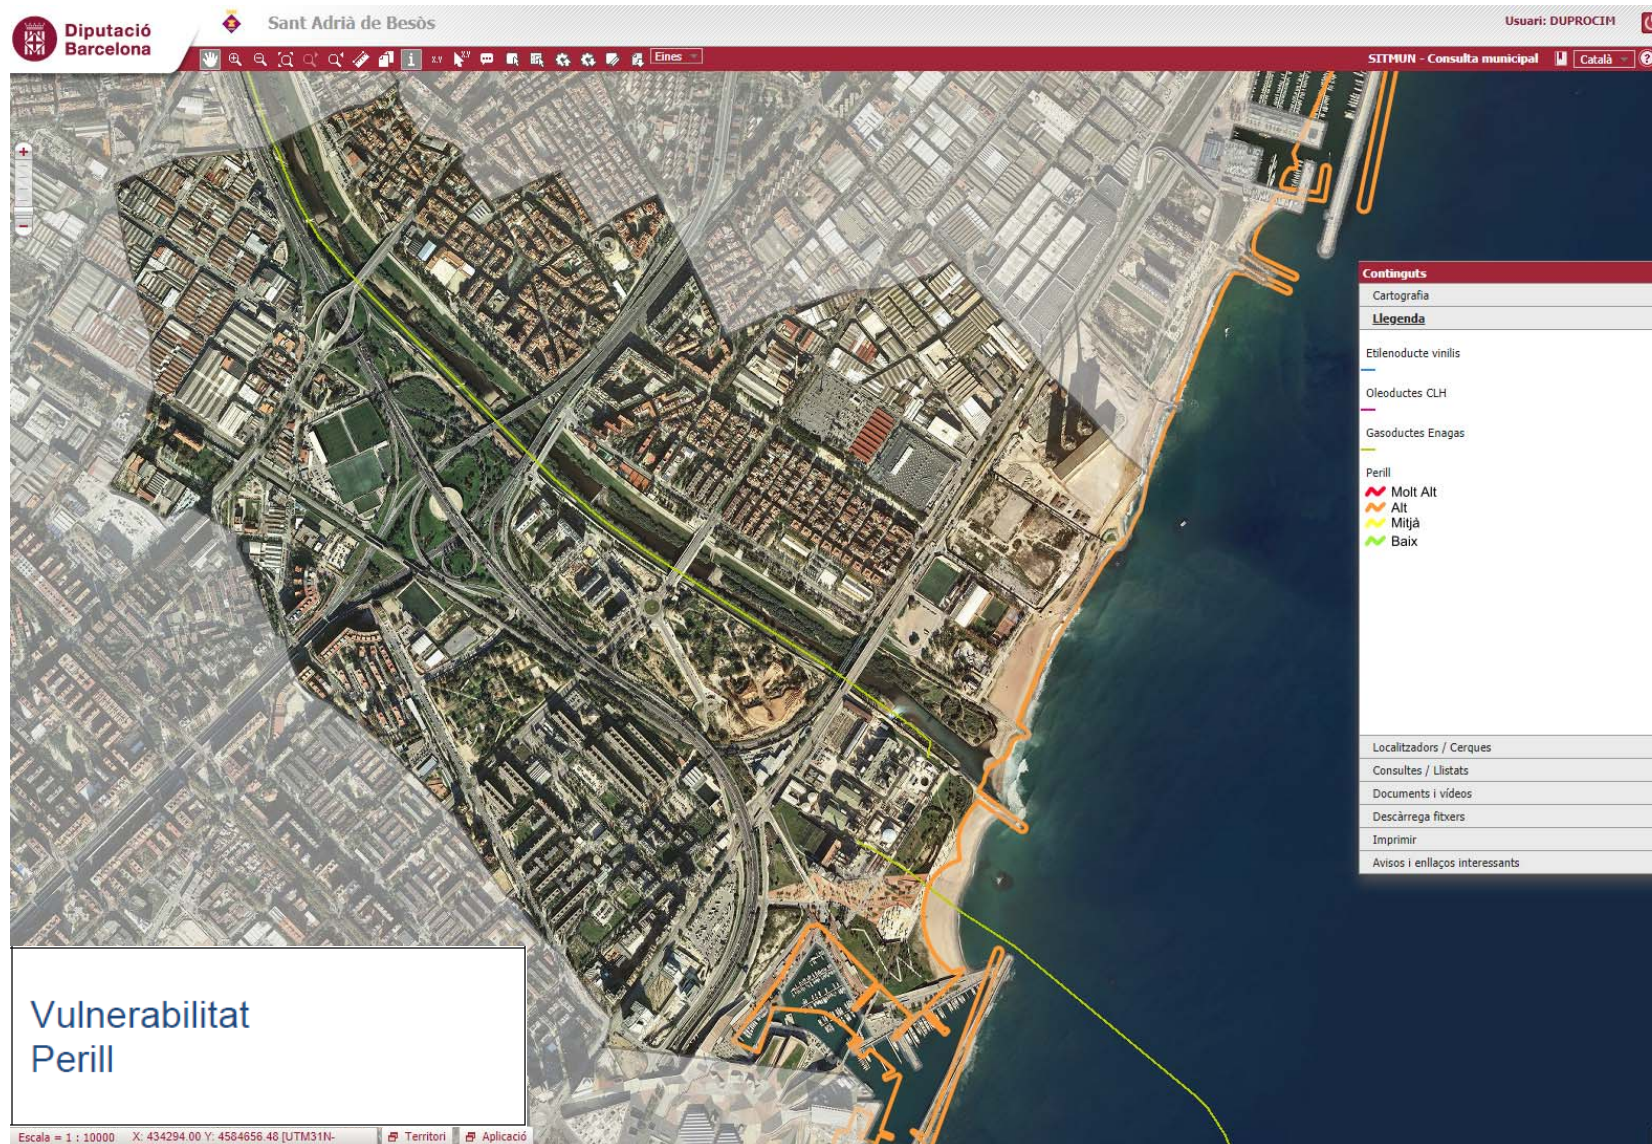 Diputació
Barcelona
Sant Adrià de Besòs
Usuari: DUPROCIM
Eines
SITMUN - Consulta municipal
Català
Continguts
Cartografia
Llegenda
Etilenoducte vinilis
Oleoductes CLH
Gasoductes Enagas
Perill
Molt Alt
Alt
Mitjà
Baix
Localitzadors / Cerques
Consultes / Llistats
Documents i vídeos
Descàrrega fitxers
Imprimir
Avisos i enllaços interessants
Vulnerabilitat
Perill
Escala = 1 : 10000 X: 434294.00 Y: 4584656.48 [UTM31N-
Territori
Aplicació